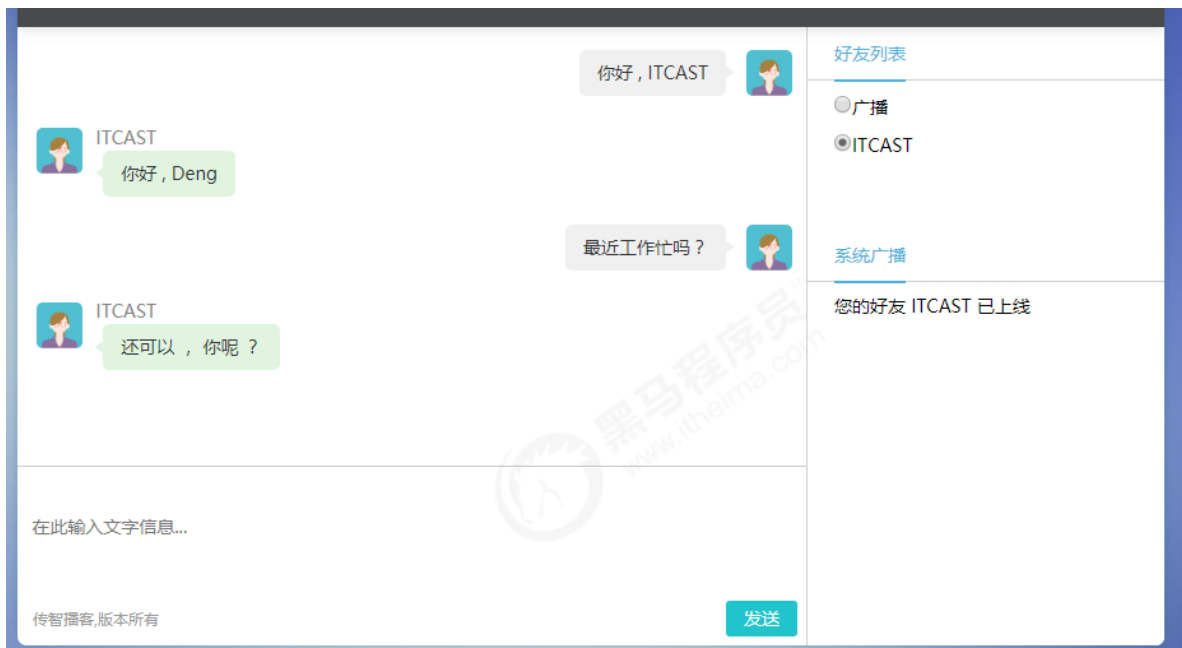 你好 , ITCAST
ITCAST
你好 , Deng
最近工作忙吗 ?
ITCAST
还可以 , 你呢 ?
在此输入文字信息...
传智播客,版本所有
发送
好友列表
广播
ITCAST
系统广播
您的好友 ITCAST 已上线
黑马程序员
www.itheima.com